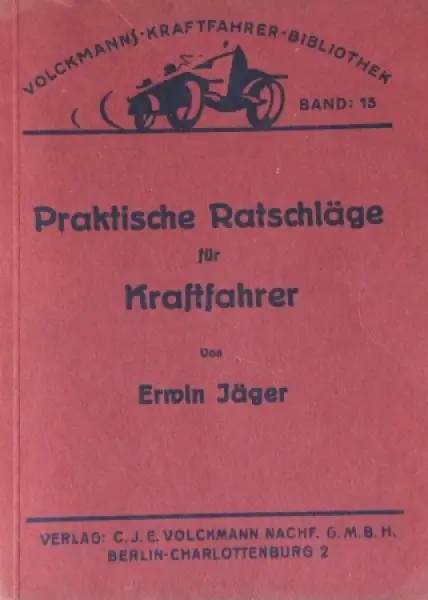 VOLCKMANNS-KRAFTFAHRER-BIBLIOTHEK
BAND: 15
Praktische Ratschläge
für
Kraftfahrer
von
Erwin Jäger
VERLAG: C. J. E. VOLCKMANN NACHF. G. M. B. H.
BERLIN-CHARLOTTENBURG 2